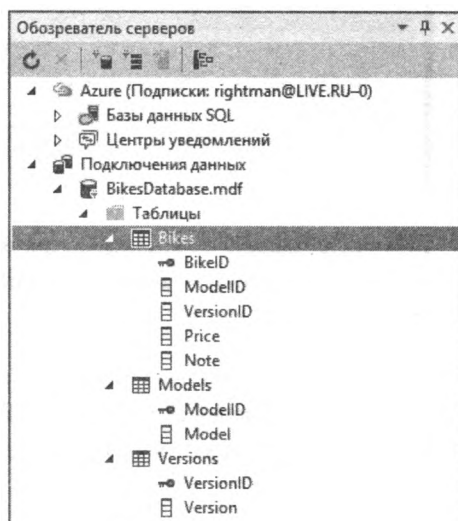 Обозреватель серверов
Azure (Подписки: rightman@LIVE.RU–0)
Базы данных SQL
Центры уведомлений
Подключения данных
BikesDatabase.mdf
Таблицы
Bikes
BikeID
ModelID
VersionID
Price
Note
Models
ModelID
Model
Versions
VersionID
Version